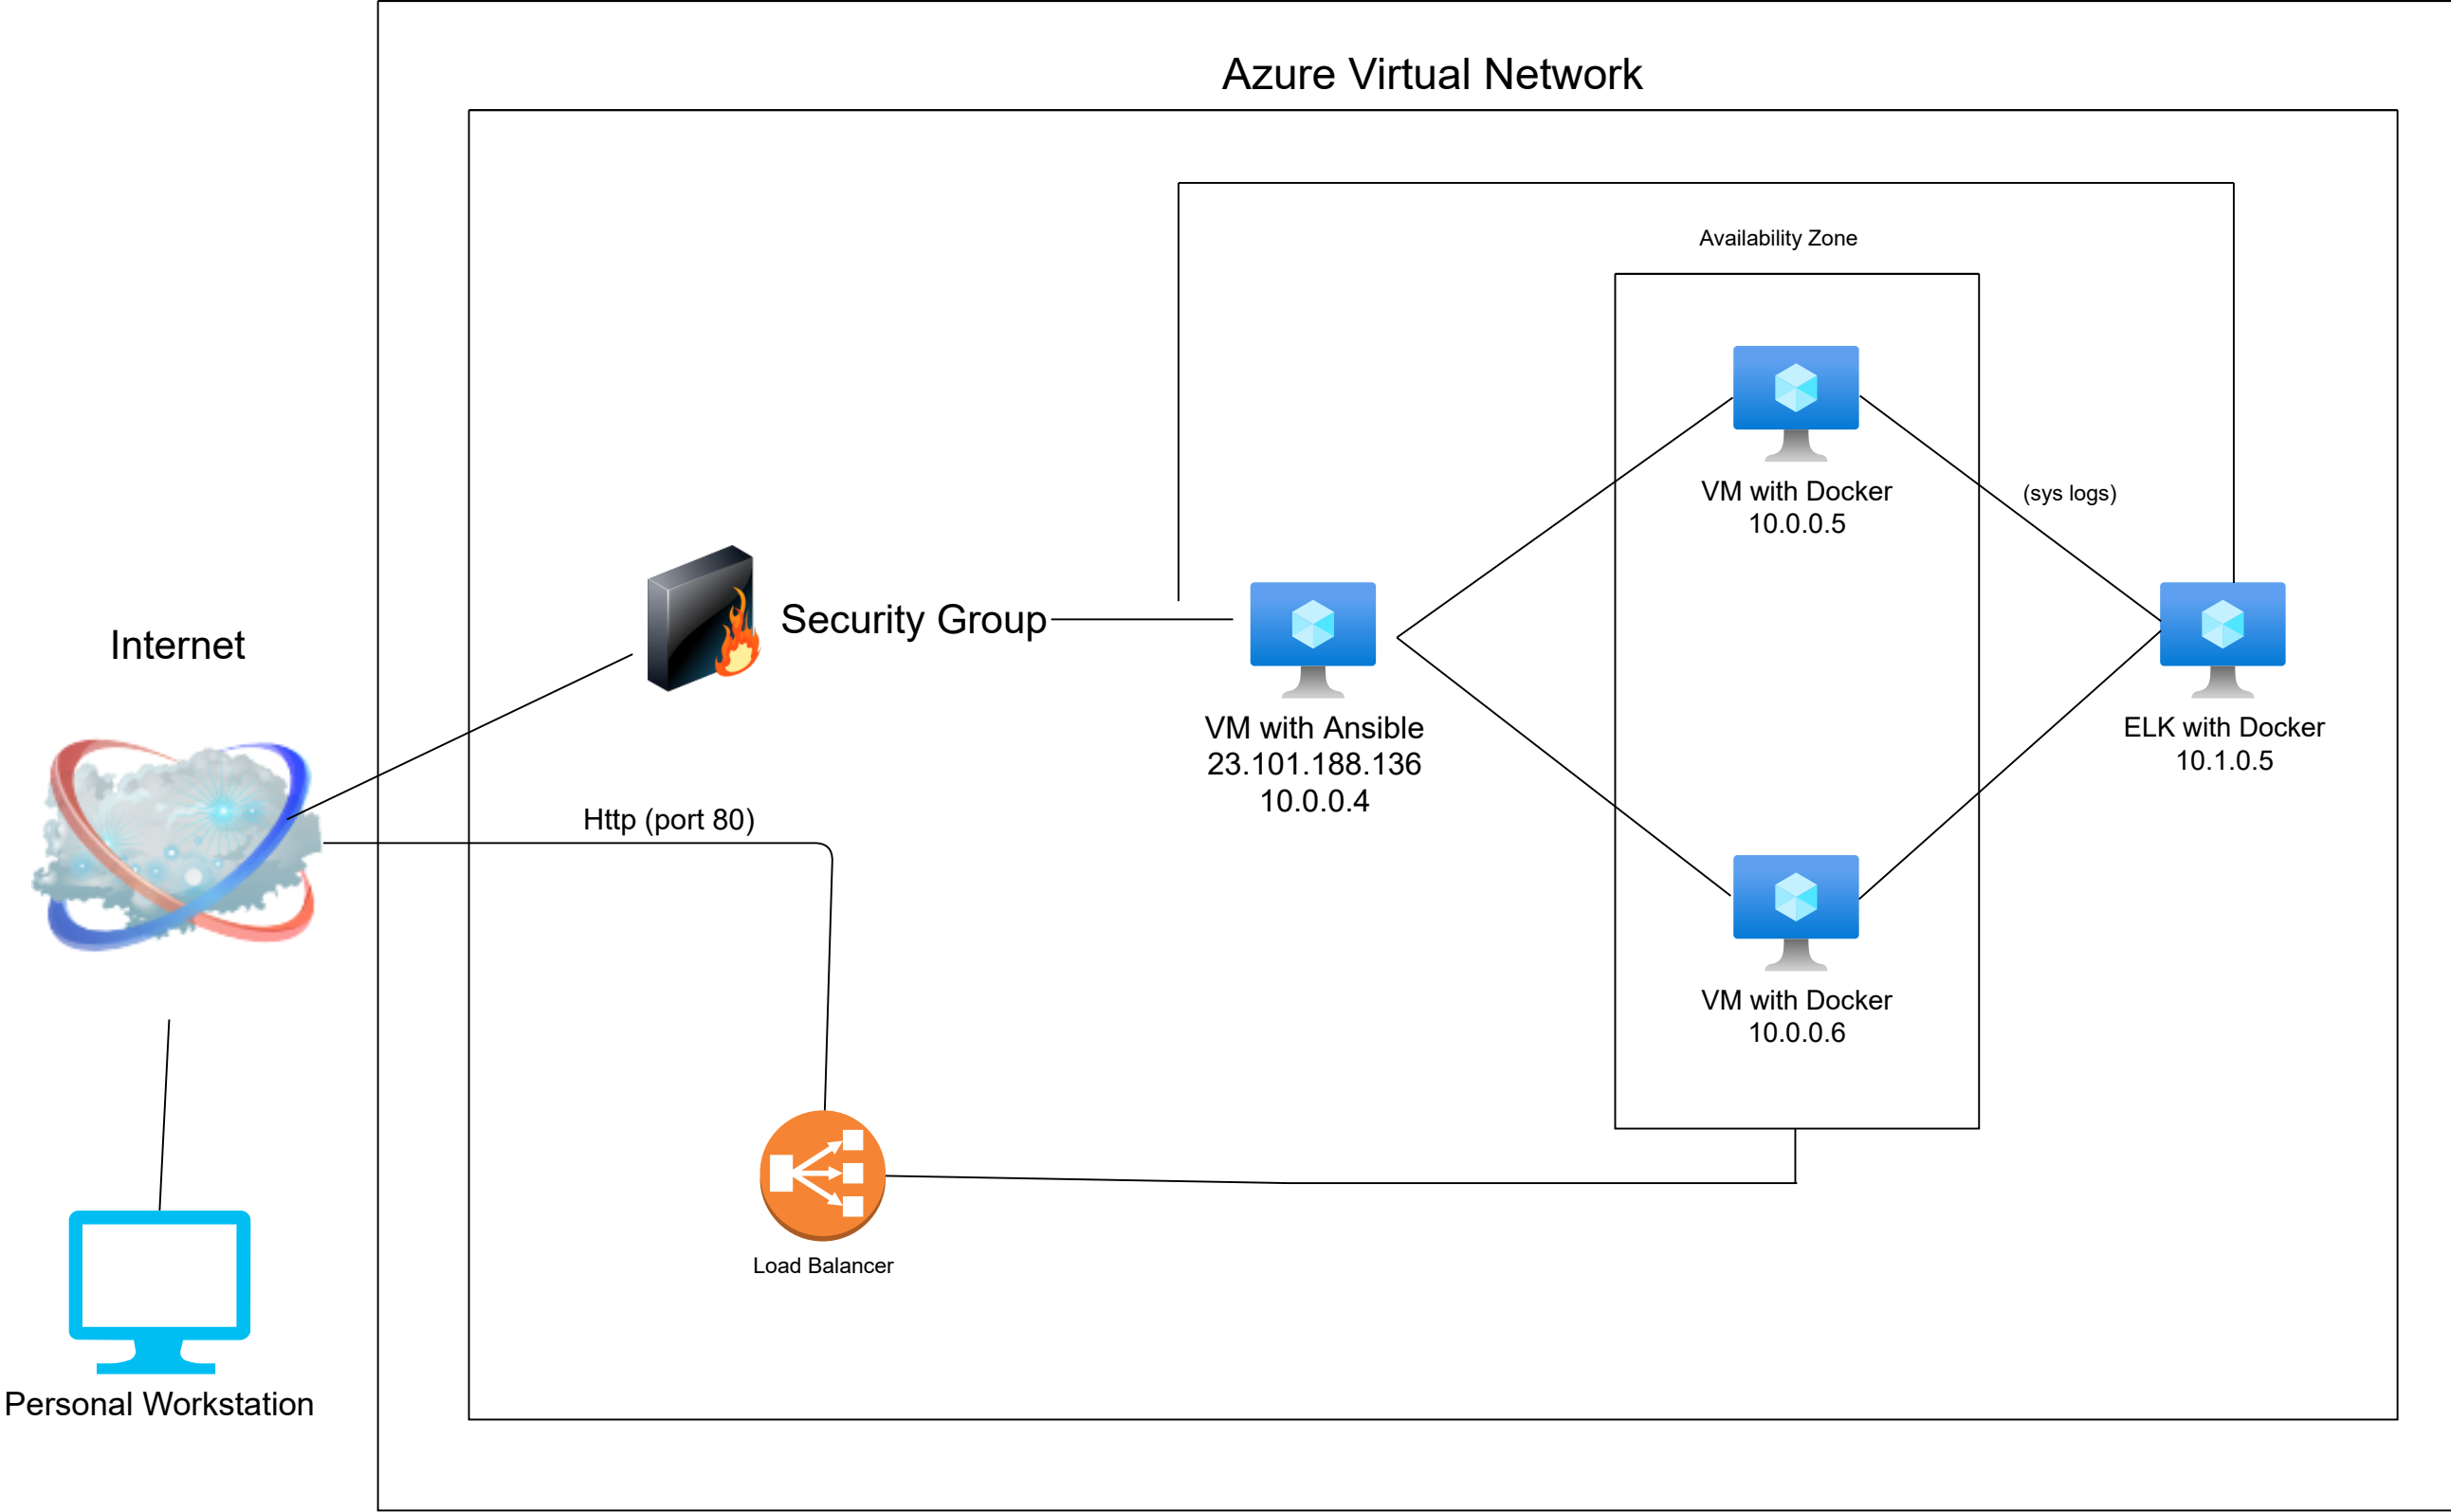 Azure Virtual Network
Availability Zone
VM with Docker
10.0.0.5
(sys logs)
Security Group
Internet
VM with Ansible
23.101.188.136
10.0.0.4
ELK with Docker
10.1.0.5
Http (port 80)
VM with Docker
10.0.0.6
Load Balancer
Personal Workstation